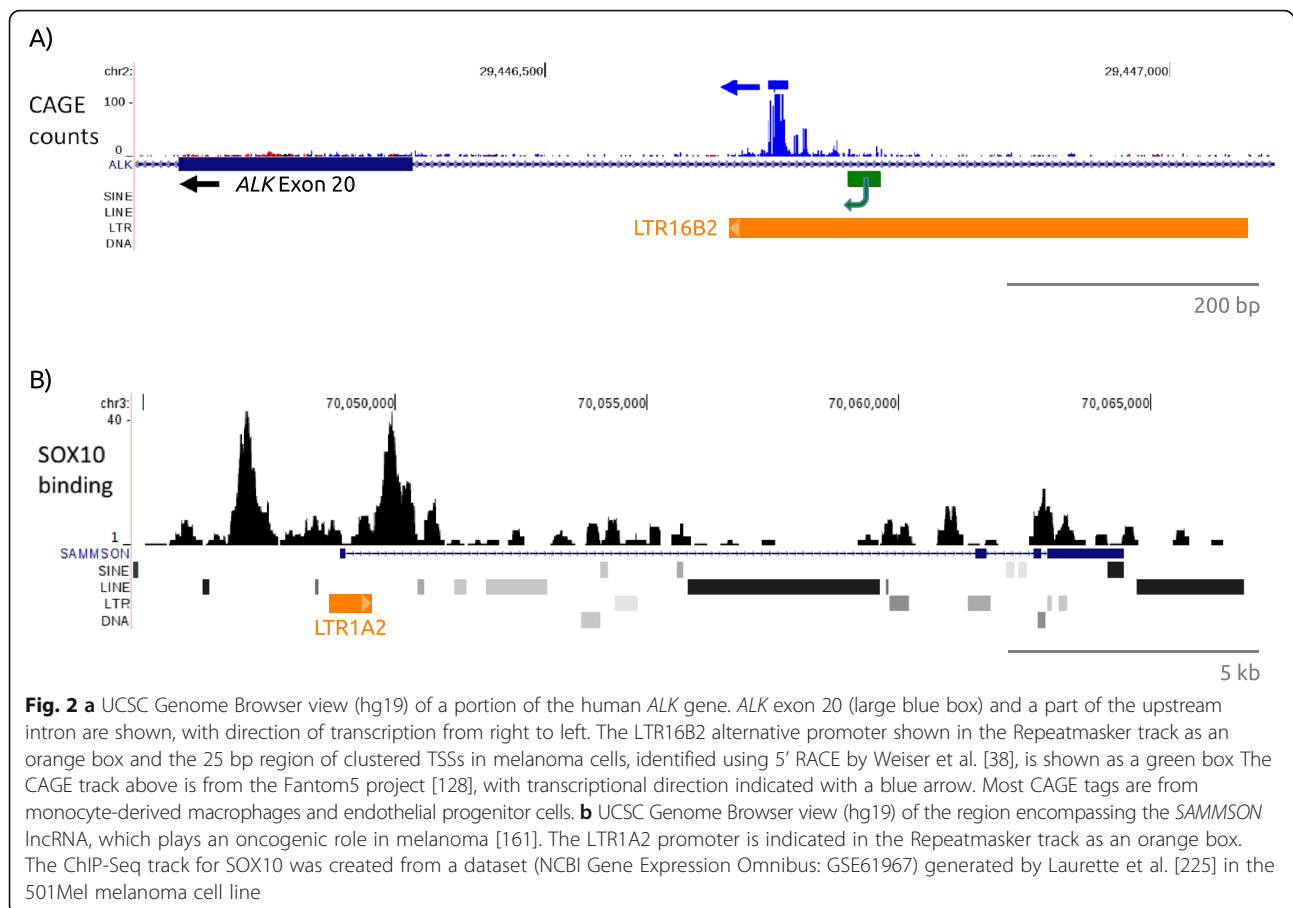 A)
chr2: 29,446,500 29,447,000
CAGE counts
100 -
0 _
ALK
ALK Exon 20
SINE
LINE
LTR
DNA
LTR16B2
200 bp
B)
chr3: 70,050,000 70,055,000 70,060,000 70,065,000
40 -
SOX10 binding
1 _
SAMMSON
SINE
LINE
LTR
DNA
LTR1A2
5 kb
Fig. 2 a UCSC Genome Browser view (hg19) of a portion of the human ALK gene. ALK exon 20 (large blue box) and a part of the upstream
intron are shown, with direction of transcription from right to left. The LTR16B2 alternative promoter shown in the Repeatmasker track as an
orange box and the 25 bp region of clustered TSSs in melanoma cells, identified using 5' RACE by Weiser et al. [38], is shown as a green box The
CAGE track above is from the Fantom5 project [128], with transcriptional direction indicated with a blue arrow. Most CAGE tags are from
monocyte-derived macrophages and endothelial progenitor cells. b UCSC Genome Browser view (hg19) of the region encompassing the SAMMSON
lncRNA, which plays an oncogenic role in melanoma [161]. The LTR1A2 promoter is indicated in the Repeatmasker track as an orange box.
The ChIP-Seq track for SOX10 was created from a dataset (NCBI Gene Expression Omnibus: GSE61967) generated by Laurette et al. [225] in the
501Mel melanoma cell line